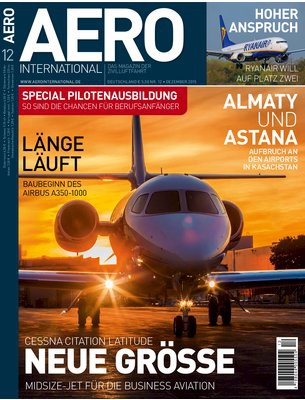 AERO
12
AERO
INTERNATIONAL
DAS MAGAZIN DER
ZIVILLUFTFAHRT
WWW.AEROINTERNATIONAL.DE
HOHER
ANSPRUCH
RYANAIR
RYANAIR WILL
AUF PLATZ ZWEI
SPECIAL PILOTENAUSBILDUNG
SO SIND DIE CHANCEN FÜR BERUFSANFÄNGER
ALMATY
UND
ASTANA
AUFBRUCH AN
DEN AIRPORTS
IN KASACHSTAN
LÄNGE
LÄUFT
BAUBEGINN DES
AIRBUS A350-1000
CESSNA CITATION LATITUDE
NEUE GRÖSSE
MIDSIZE-JET FÜR DIE BUSINESS AVIATION